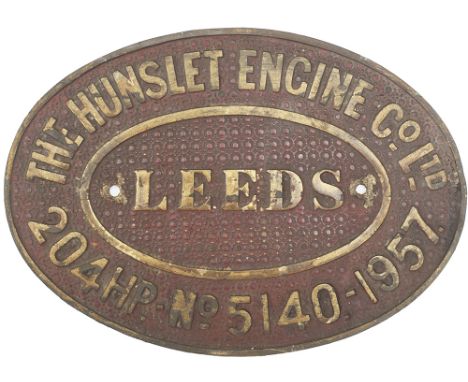 THE HUNSLET ENGINE CO LTD
LEEDS
204HP. No 5140.-1957.